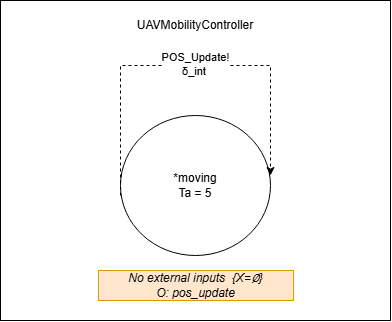 UAVMobilityController
POS_Update!
δ_int
*moving
Ta = 5
No external inputs {X=Ø}
O: pos_update